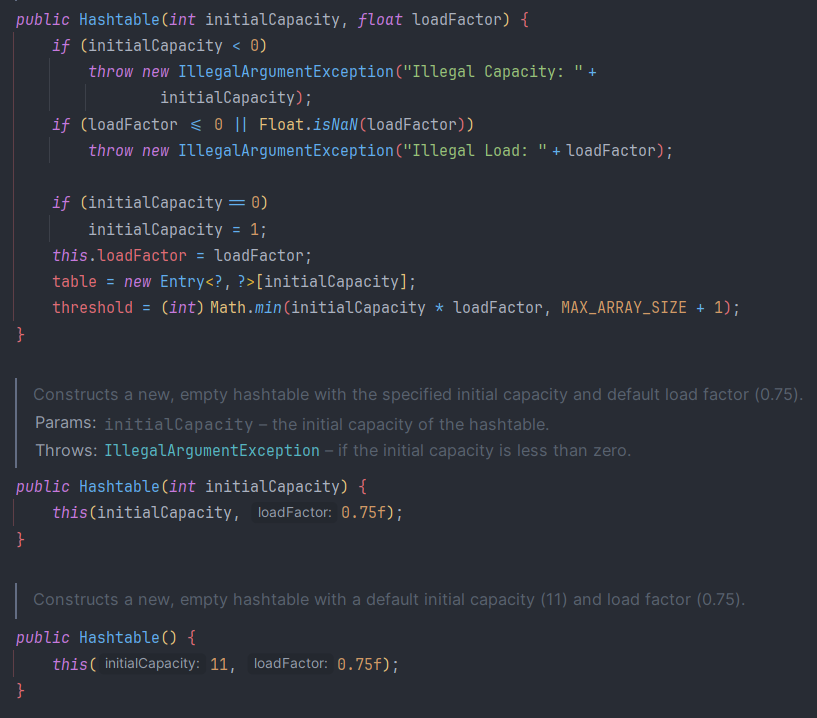 public Hashtable(int initialCapacity, float loadFactor) {
if (initialCapacity < 0)
throw new IllegalArgumentException("Illegal Capacity: " +
initialCapacity);
if (loadFactor <= 0 || Float.isNaN(loadFactor))
throw new IllegalArgumentException("Illegal Load: " + loadFactor);
if (initialCapacity == 0)
initialCapacity = 1;
this.loadFactor = loadFactor;
table = new Entry<?, ?>[initialCapacity];
threshold = (int) Math.min(initialCapacity * loadFactor, MAX_ARRAY_SIZE + 1);
}
Constructs a new, empty hashtable with the specified initial capacity and default load factor (0.75).
Params: initialCapacity – the initial capacity of the hashtable.
Throws: IllegalArgumentException – if the initial capacity is less than zero.
public Hashtable(int initialCapacity) {
this(initialCapacity, loadFactor: 0.75f);
}
Constructs a new, empty hashtable with a default initial capacity (11) and load factor (0.75).
public Hashtable() {
this( initialCapacity: 11, loadFactor: 0.75f);
}